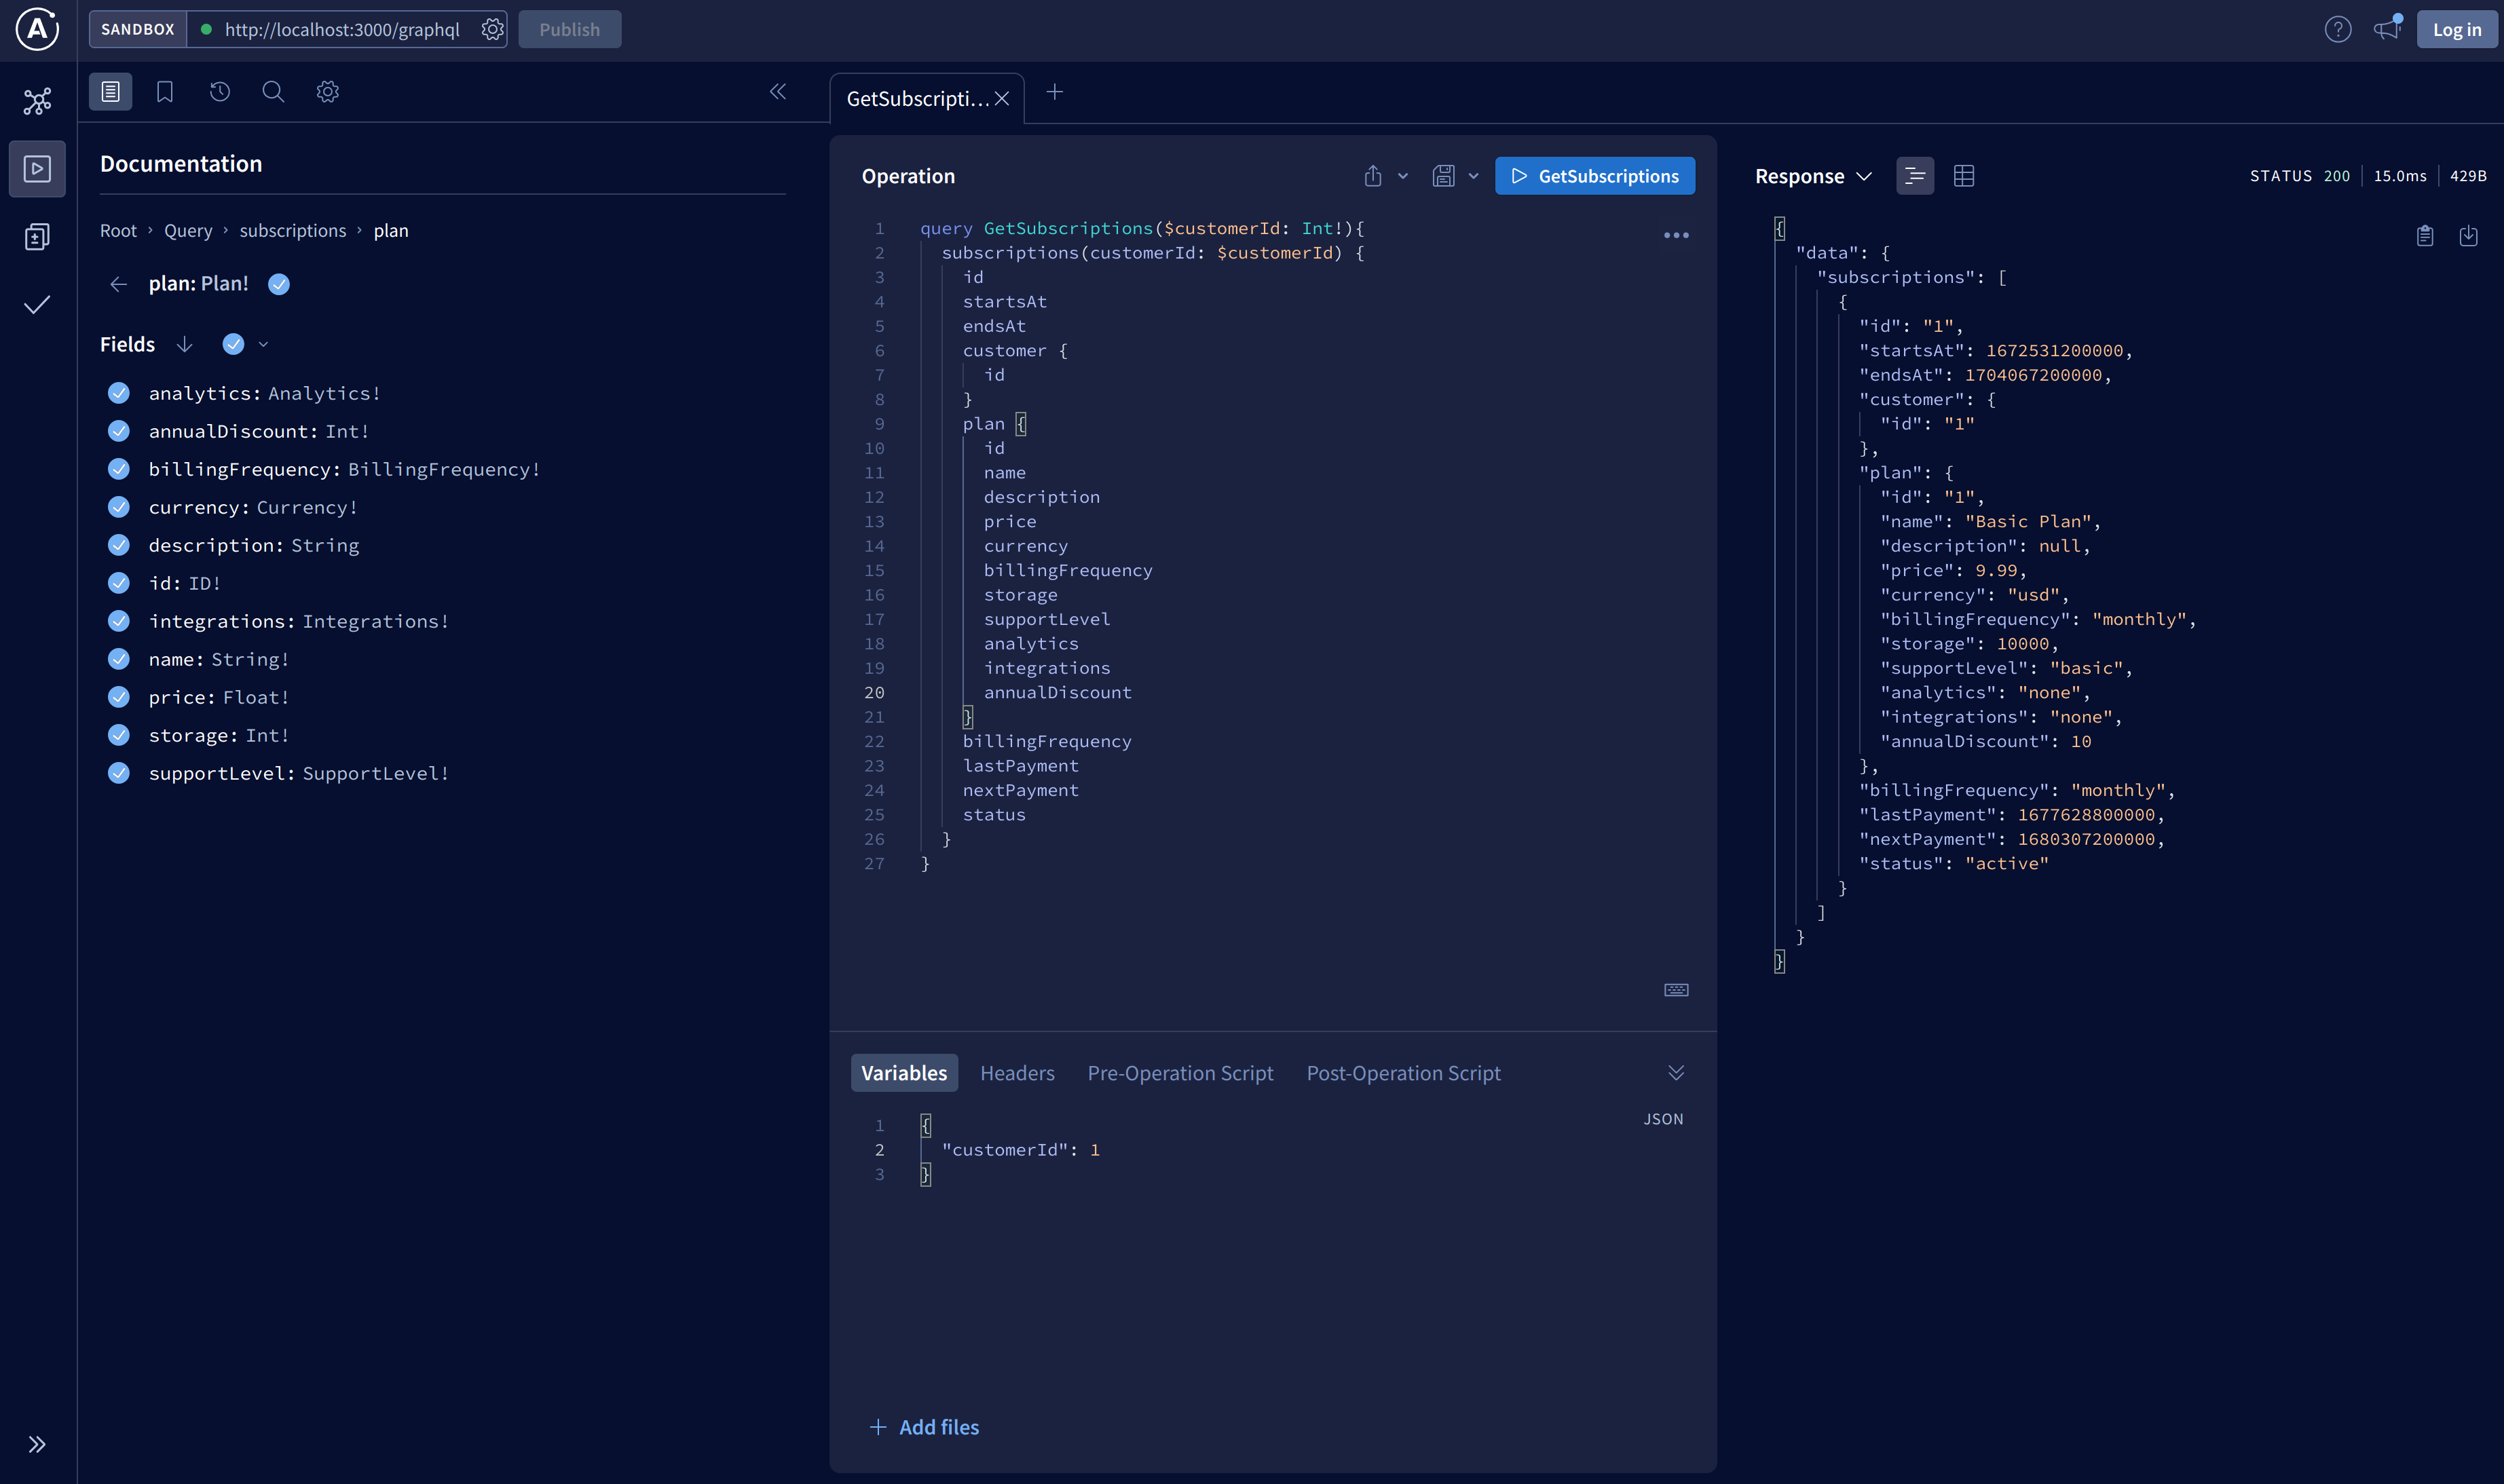 SANDBOX http://localhost:3000/graphql Publish Log in
GetSubscripti...
Documentation
Root › Query › subscriptions › plan
plan: Plan!
Fields
analytics: Analytics!
annualDiscount: Int!
billingFrequency: BillingFrequency!
currency: Currency!
description: String
id: ID!
integrations: Integrations!
name: String!
price: Float!
storage: Int!
supportLevel: SupportLevel!
Operation GetSubscriptions
1 query GetSubscriptions($customerId: Int!){
2 subscriptions(customerId: $customerId) {
3 id
4 startsAt
5 endsAt
6 customer {
7 id
8 }
9 plan {
10 id
11 name
12 description
13 price
14 currency
15 billingFrequency
16 storage
17 supportLevel
18 analytics
19 integrations
20 annualDiscount
21 }
22 billingFrequency
23 lastPayment
24 nextPayment
25 status
26 }
27 }
Variables Headers Pre-Operation Script Post-Operation Script
JSON
1 {
2 "customerId": 1
3 }
Add files
Response STATUS 200 15.0ms 429B
{
"data": {
"subscriptions": [
{
"id": "1",
"startsAt": 1672531200000,
"endsAt": 1704067200000,
"customer": {
"id": "1"
},
"plan": {
"id": "1",
"name": "Basic Plan",
"description": null,
"price": 9.99,
"currency": "usd",
"billingFrequency": "monthly",
"storage": 10000,
"supportLevel": "basic",
"analytics": "none",
"integrations": "none",
"annualDiscount": 10
},
"billingFrequency": "monthly",
"lastPayment": 1677628800000,
"nextPayment": 1680307200000,
"status": "active"
}
]
}
}